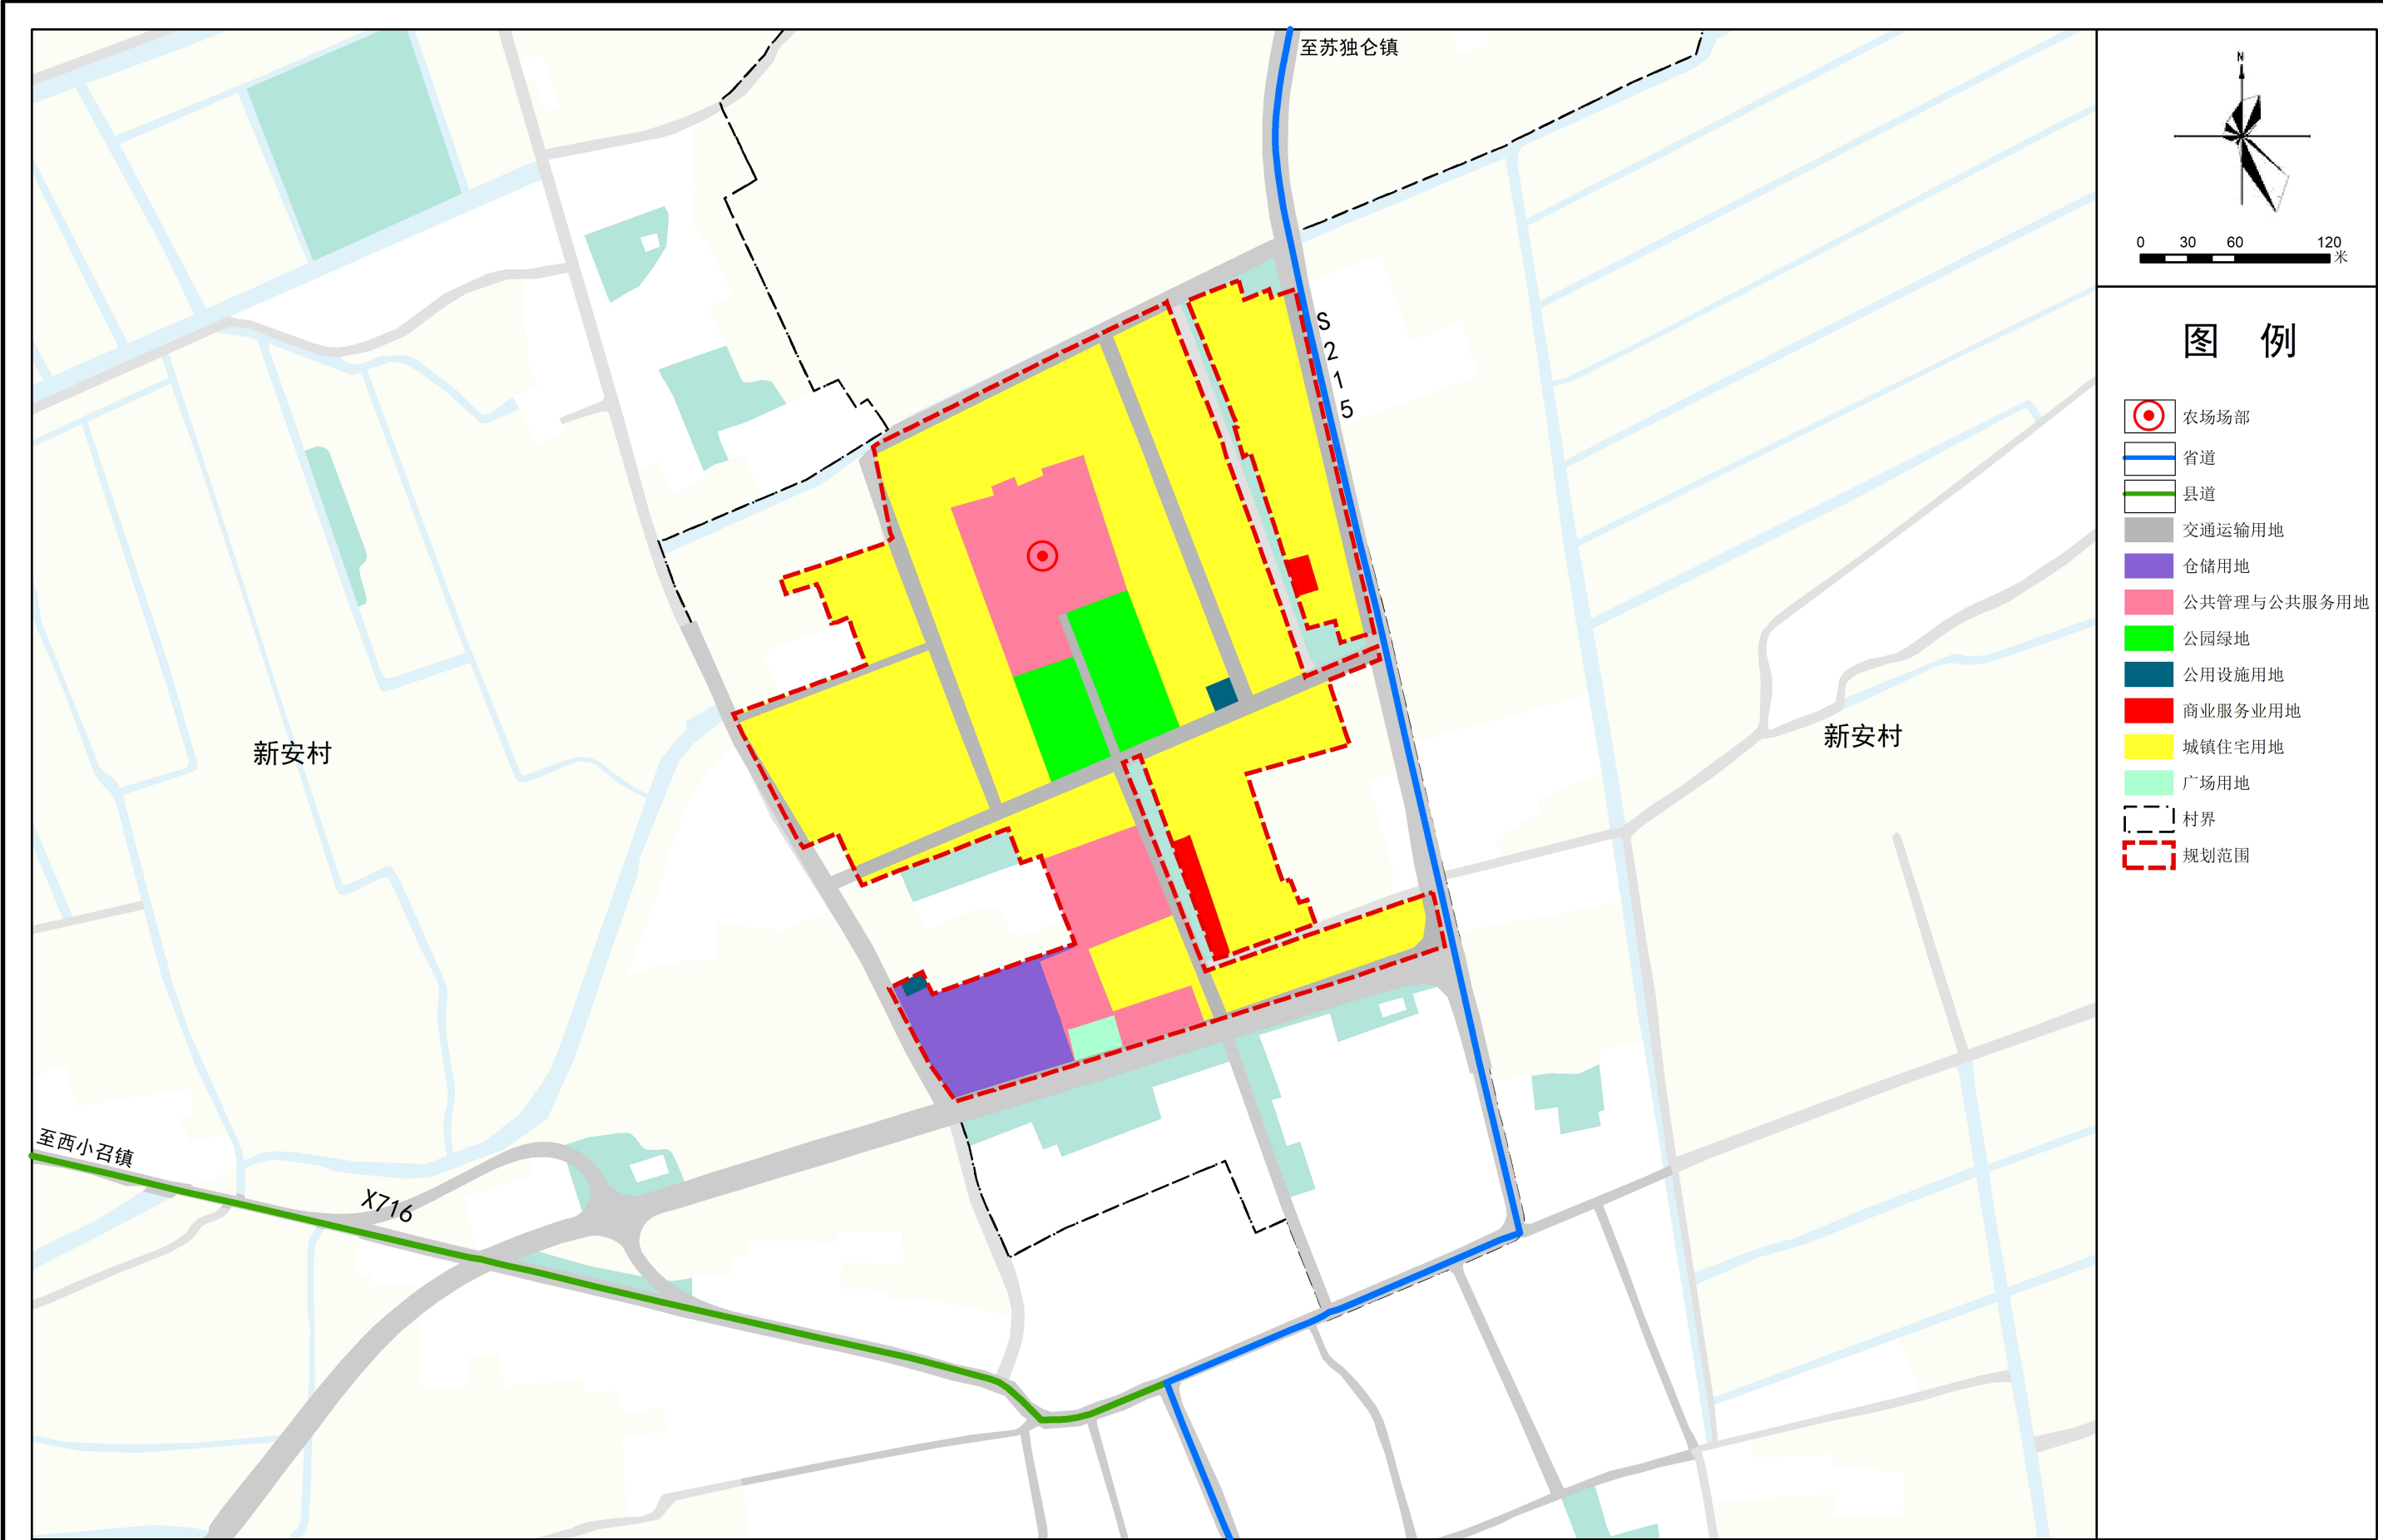 至苏独仑镇
N
0 30 60 120
米
S
2
1
5
图 例
农场场部
省道
县道
交通运输用地
仓储用地
公共管理与公共服务用地
公园绿地
公用设施用地
商业服务业用地
城镇住宅用地
广场用地
村界
规划范围
新安村
新安村
至西小召镇
X716